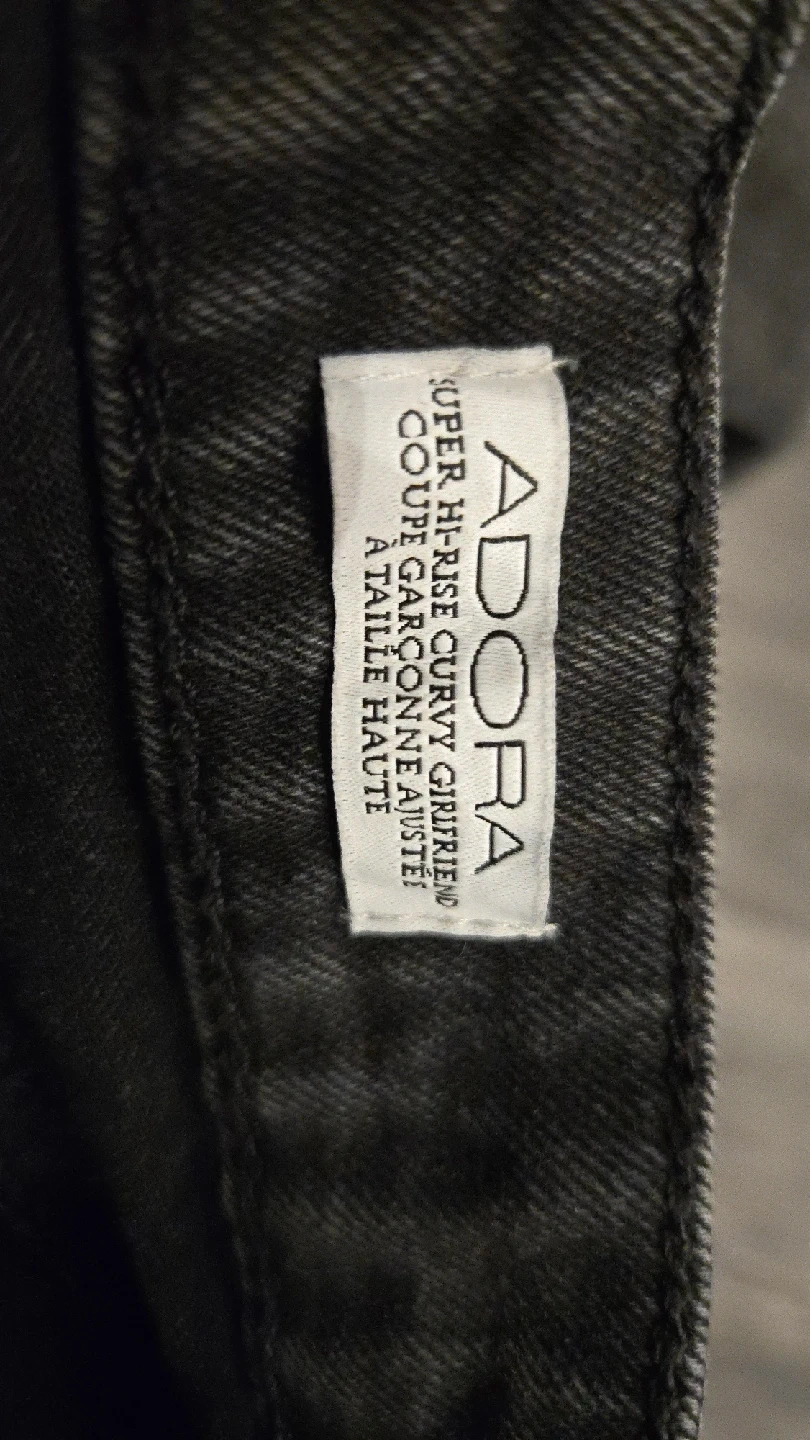 ADORA
SUPER HI-RISE CURVY GIRLFRIEND
COUPE GARÇONNE AJUSTÉE
À TAILLE HAUTE